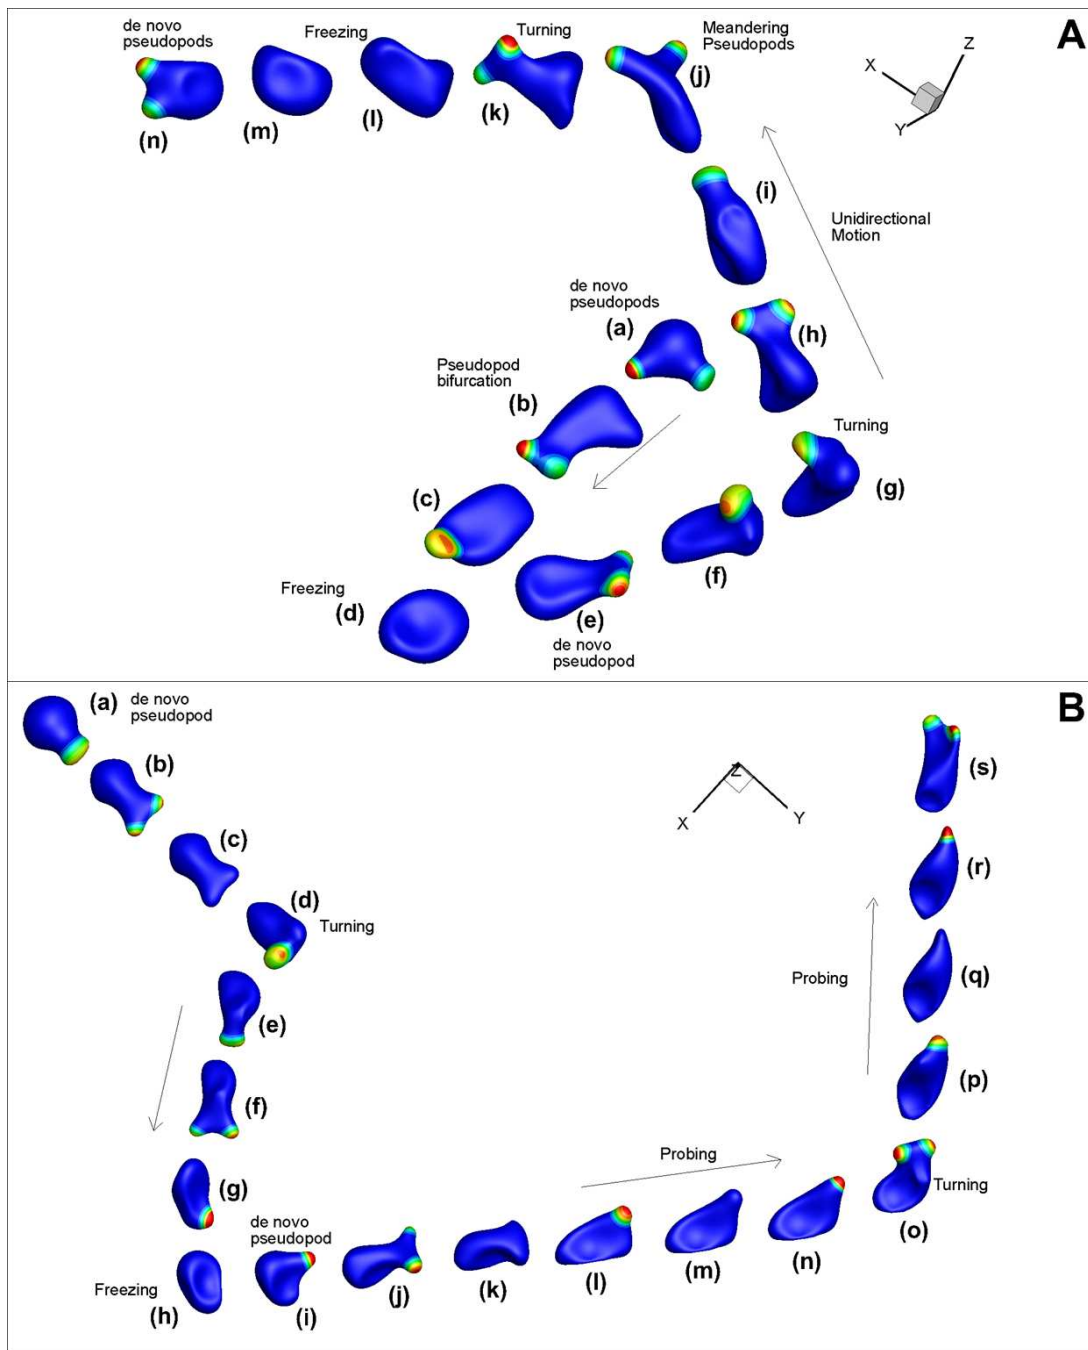 A
de novo
pseudopods
Freezing
Turning
Meandering
Pseudopods
Z
X
Y
(n)
(m)
(l)
(k)
(j)
(i)
Unidirectional
Motion
de novo
pseudopods
(a)
(h)
Pseudopod
bifurcation
(b)
Turning
(g)
(c)
(f)
Freezing
(d)
(e)
de novo
pseudopod
B
(a)
de novo
pseudopod
(b)
(c)
(d)
Turning
(e)
(f)
(g)
Freezing
(h)
de novo
pseudopod
(i)
(j)
(k)
Probing
(l)
(m)
(n)
Turning
(o)
Probing
(p)
(q)
(r)
(s)
Z
X
Y